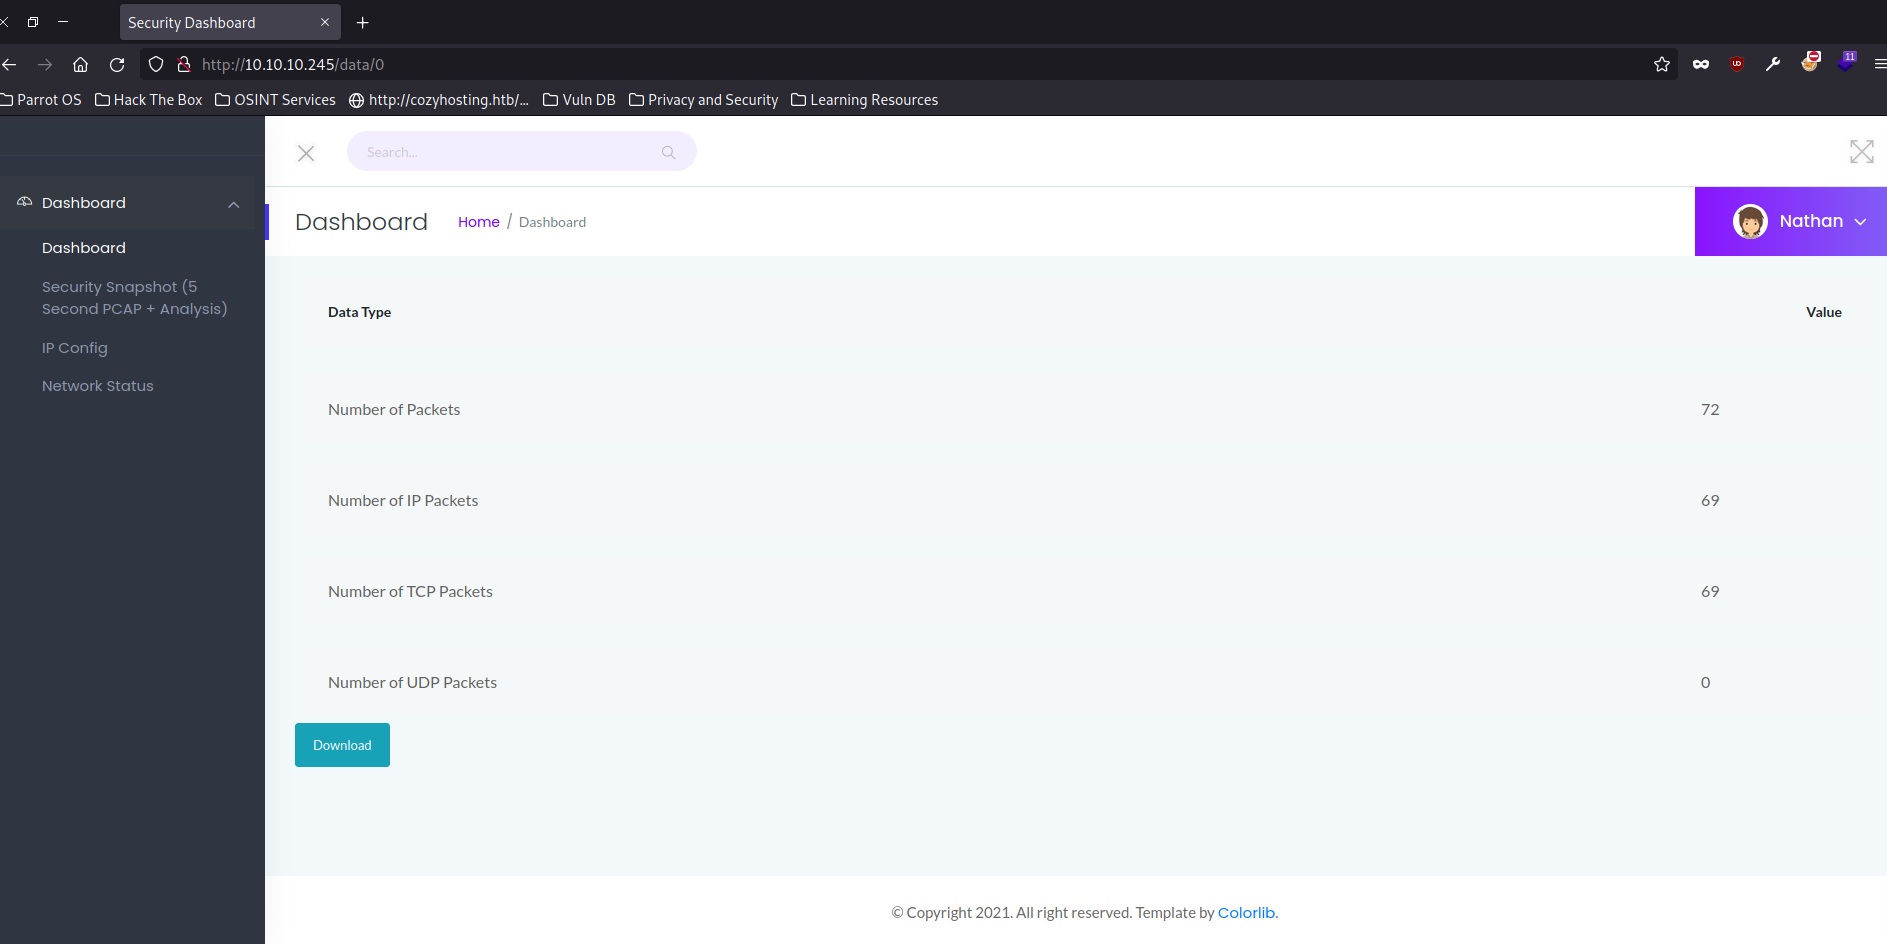 Security Dashboard
http://10.10.10.245/data/0
11
Parrot OS Hack The Box OSINT Services http://cozyhosting.htb/... Vuln DB Privacy and Security Learning Resources
Search...
Dashboard
Dashboard
Security Snapshot (5
Second PCAP + Analysis)
IP Config
Network Status
Dashboard Home / Dashboard
Nathan
Data Type Value
Number of Packets 72
Number of IP Packets 69
Number of TCP Packets 69
Number of UDP Packets 0
Download
© Copyright 2021. All right reserved. Template by Colorlib.